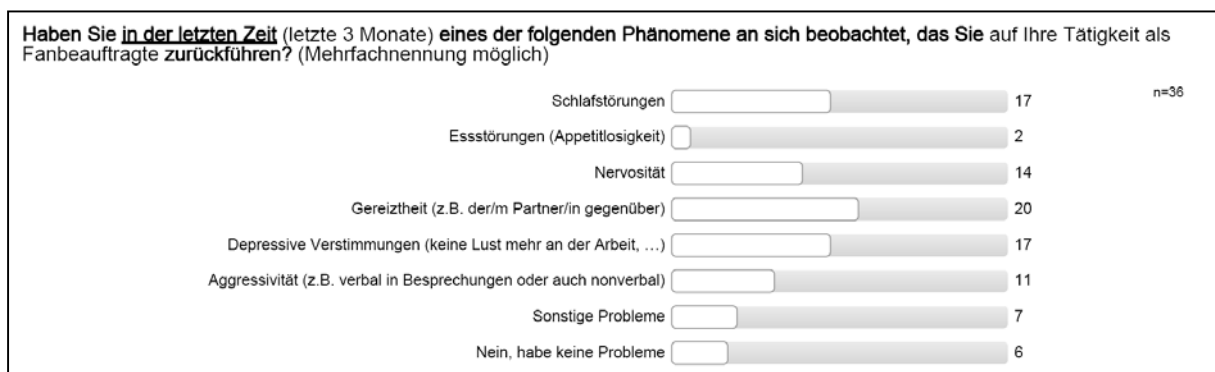 Haben Sie in der letzten Zeit (letzte 3 Monate) eines der folgenden Phänomene an sich beobachtet, das Sie auf Ihre Tätigkeit als
Fanbeauftragte zurückführen? (Mehrfachnennung möglich)
n=36
Schlafstörungen 17
Essstörungen (Appetitlosigkeit) 2
Nervosität 14
Gereiztheit (z.B. der/m Partner/in gegenüber) 20
Depressive Verstimmungen (keine Lust mehr an der Arbeit, ...) 17
Aggressivität (z.B. verbal in Besprechungen oder auch nonverbal) 11
Sonstige Probleme 7
Nein, habe keine Probleme 6